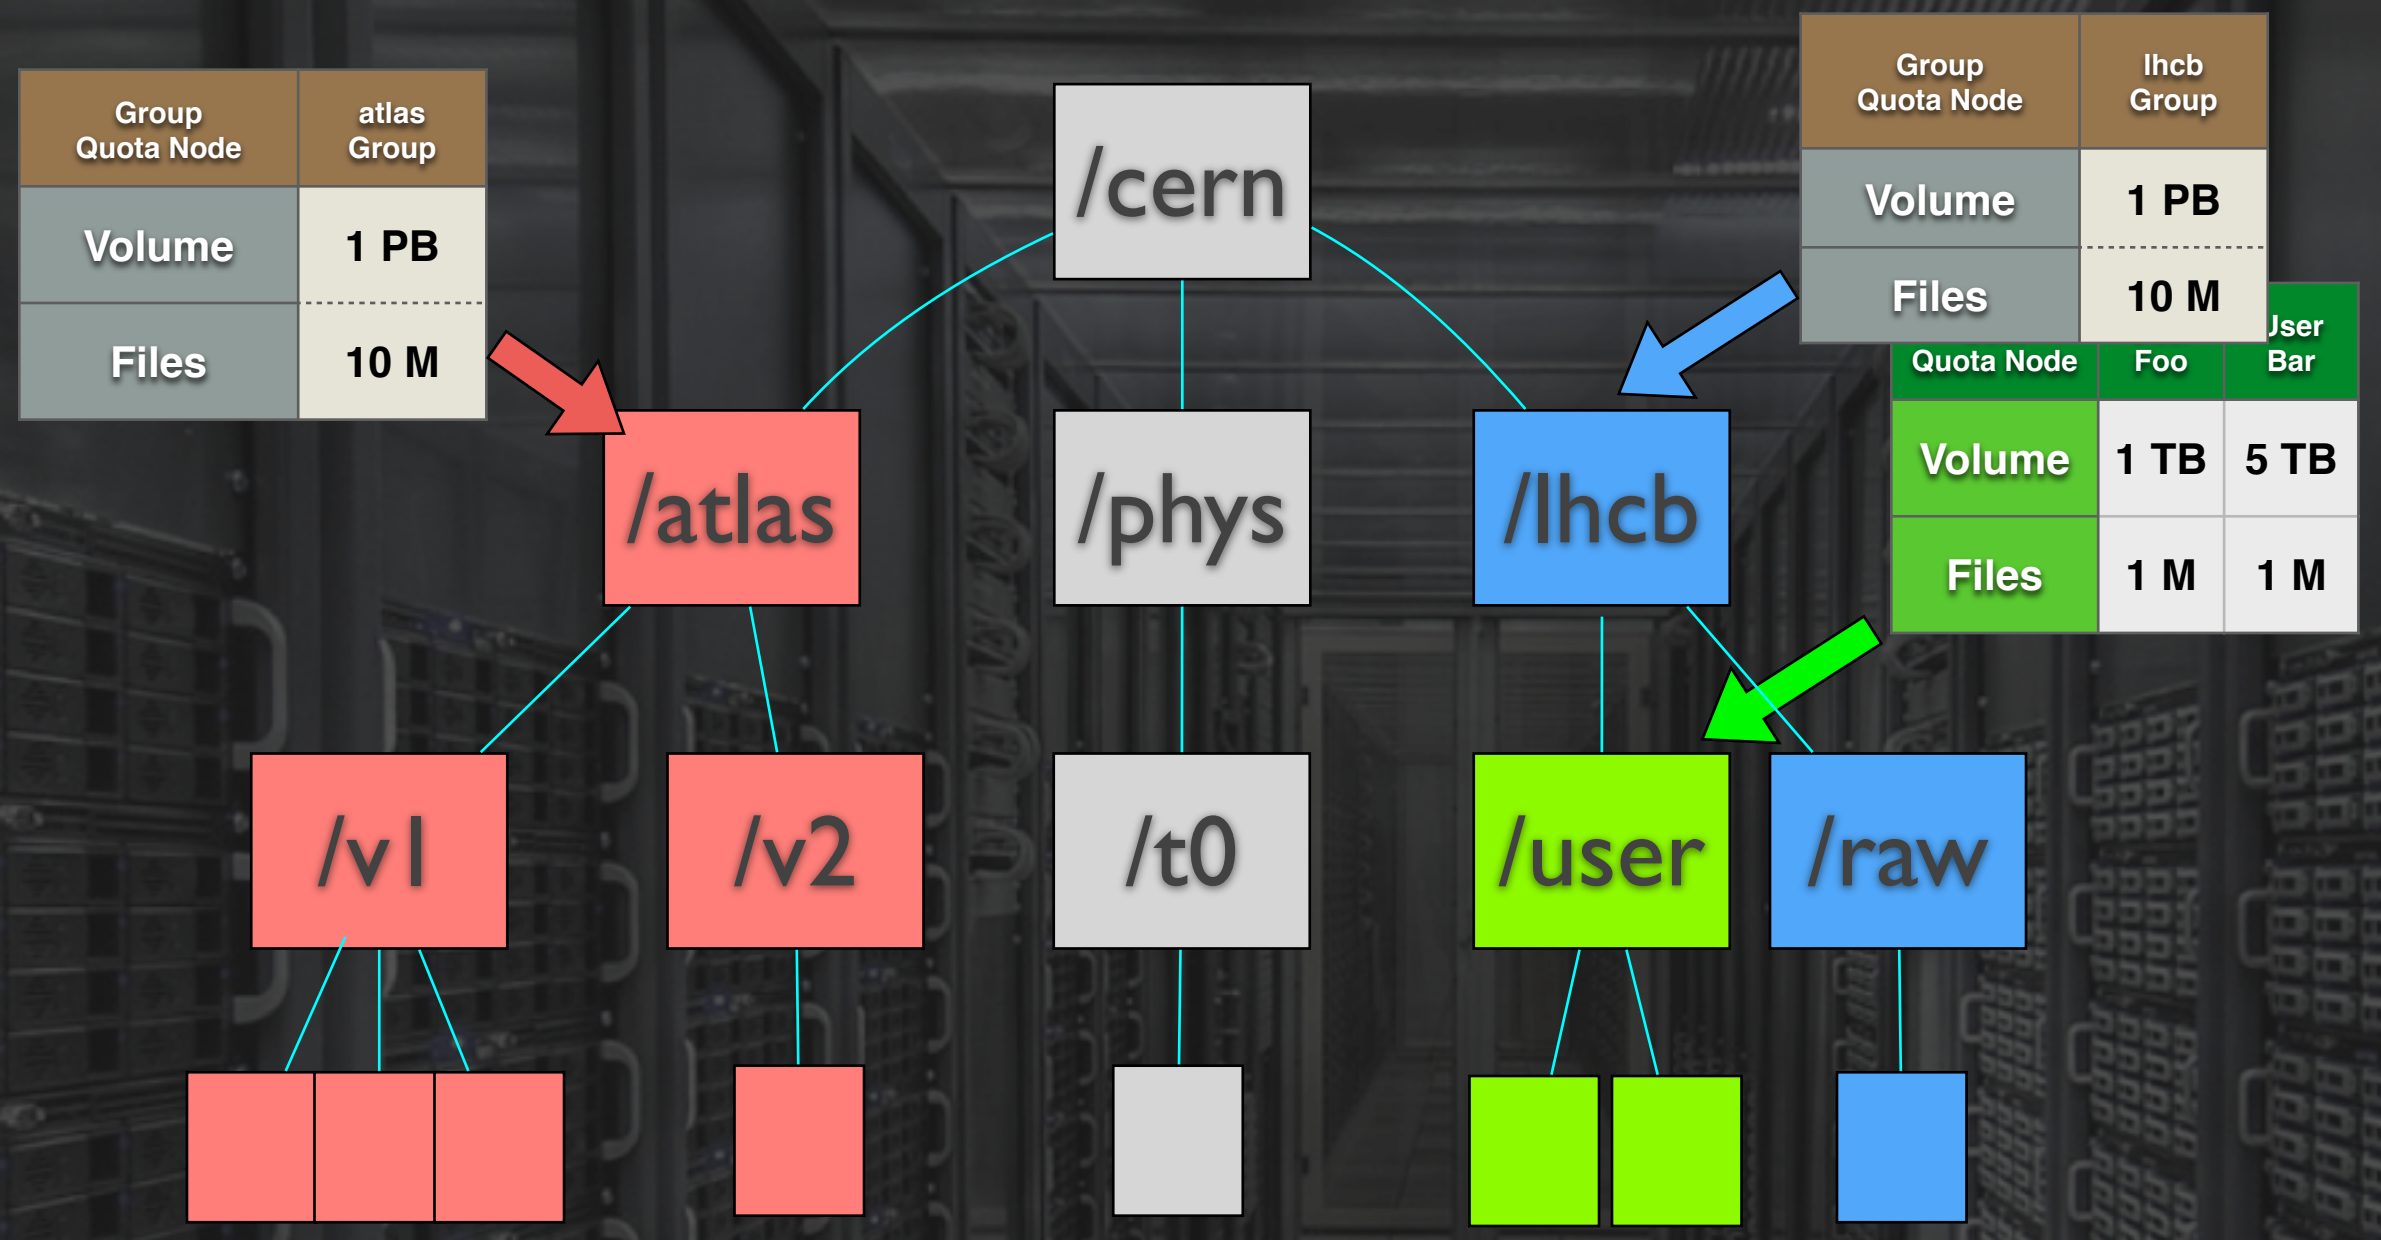 Group
Quota Node
atlas
Group
Volume
1 PB
Files
10 M
Group
Quota Node
lhcb
Group
Volume
1 PB
Files
10 M
Quota Node
Foo
Bar
Volume
1 TB
5 TB
Files
1 M
1 M
/cern
/atlas
/phys
/lhcb
/v1
/v2
/t0
/user
/raw